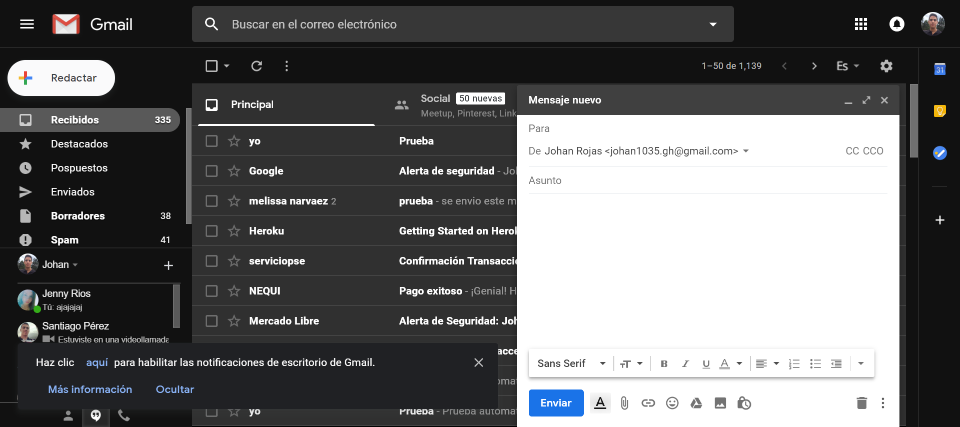 Gmail
Buscar en el correo electrónico
Redactar
1–50 de 1,139
Es
Recibidos 335
Destacados
Pospuestos
Enviados
Borradores 38
Spam 41
Johan
Jenny Rios
Tú: ajajajaj
Santiago Pérez
Estuviste en una videollamada
Principal
Social 50 nuevas
Meetup, Pinterest, Link
yo Prueba
Google Alerta de seguridad - Jo
melissa narvaez 2 prueba - se envio este m
Heroku Getting Started on Herok
serviciopse Confirmación Transacci
NEQUI Pago exitoso - ¡Genial! H
Mercado Libre Alerta de Seguridad: Joh
acce
automa
yo Prueba - Prueba automat
Mensaje nuevo
Para
De Johan Rojas <johan1035.gh@gmail.com> CC CCO
Asunto
Sans Serif
Enviar
Haz clic aquí para habilitar las notificaciones de escritorio de Gmail.
Más información Ocultar
31